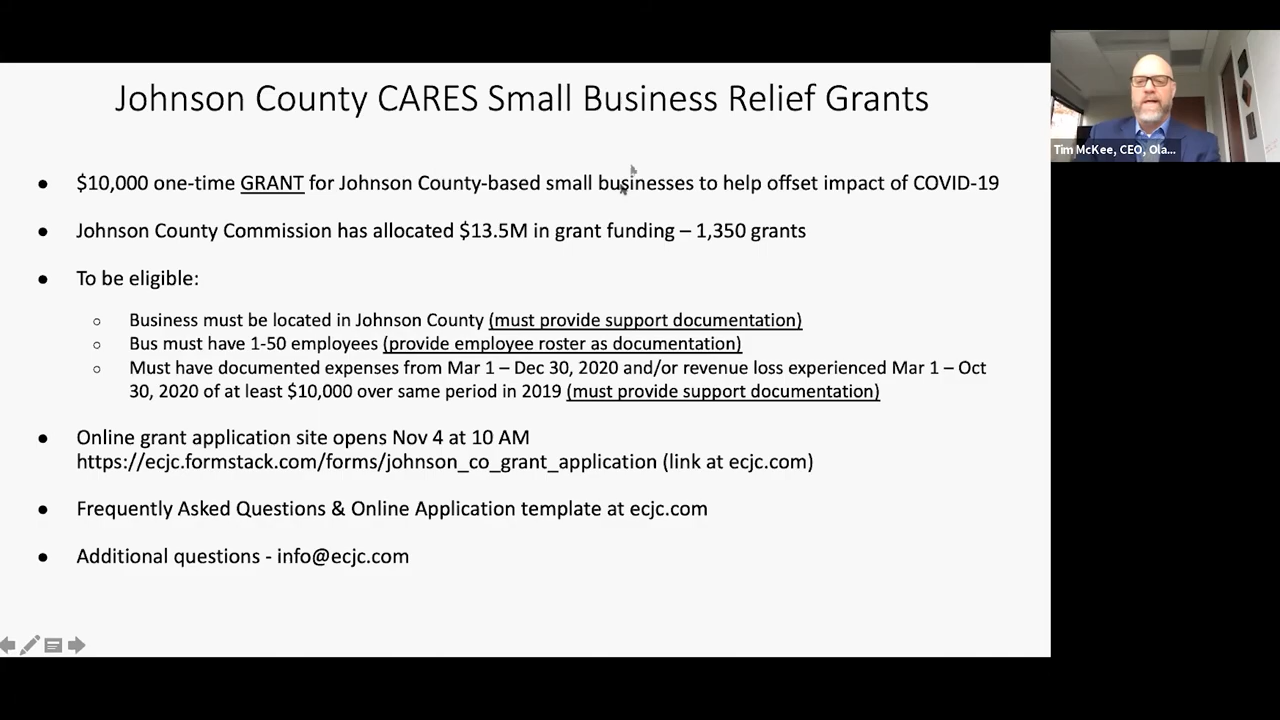 Johnson County CARES Small Business Relief Grants
Tim McKee, CEO, Ola...
● $10,000 one-time GRANT for Johnson County-based small businesses to help offset impact of COVID-19
● Johnson County Commission has allocated $13.5M in grant funding – 1,350 grants
● To be eligible:
○ Business must be located in Johnson County (must provide support documentation)
○ Bus must have 1-50 employees (provide employee roster as documentation)
○ Must have documented expenses from Mar 1 – Dec 30, 2020 and/or revenue loss experienced Mar 1 – Oct
30, 2020 of at least $10,000 over same period in 2019 (must provide support documentation)
● Online grant application site opens Nov 4 at 10 AM
https://ecjc.formstack.com/forms/johnson_co_grant_application (link at ecjc.com)
● Frequently Asked Questions & Online Application template at ecjc.com
● Additional questions - info@ecjc.com